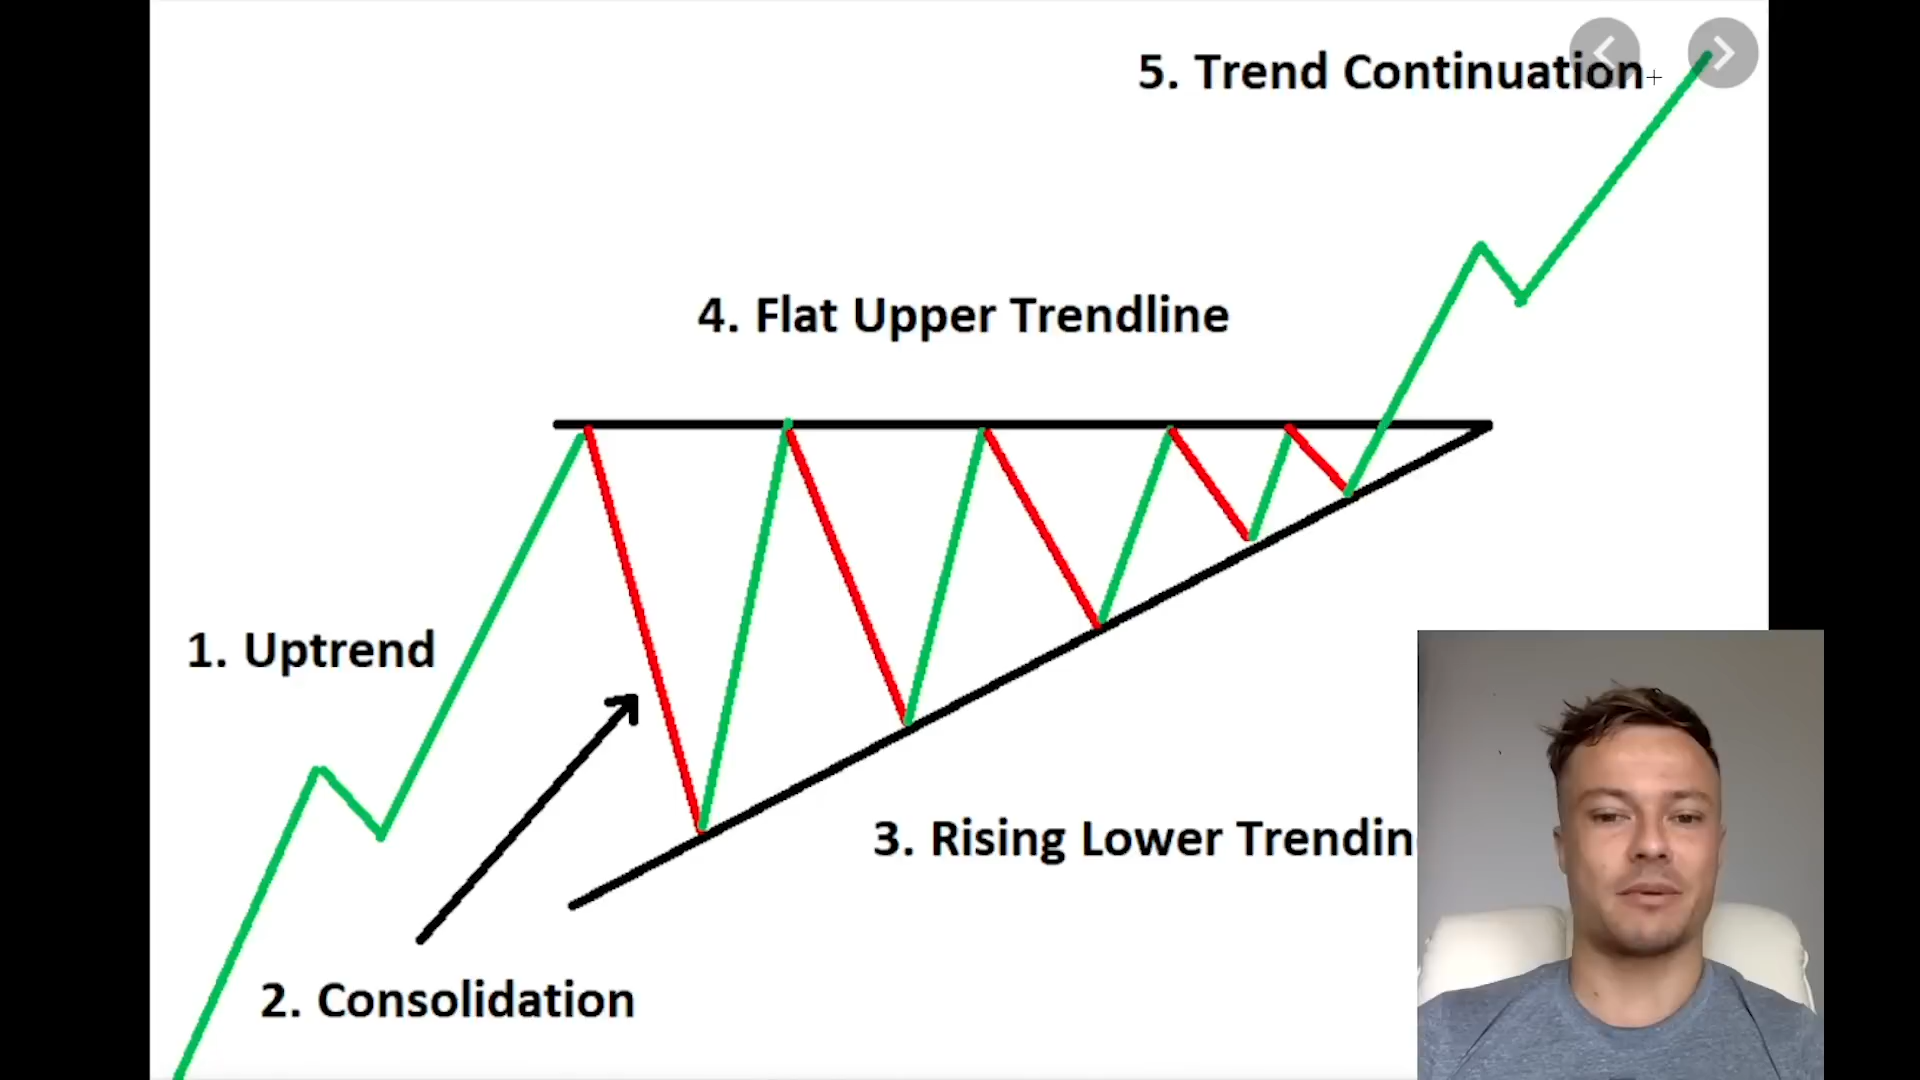 5. Trend Continuation
4. Flat Upper Trendline
1. Uptrend
3. Rising Lower Trendin
2. Consolidation